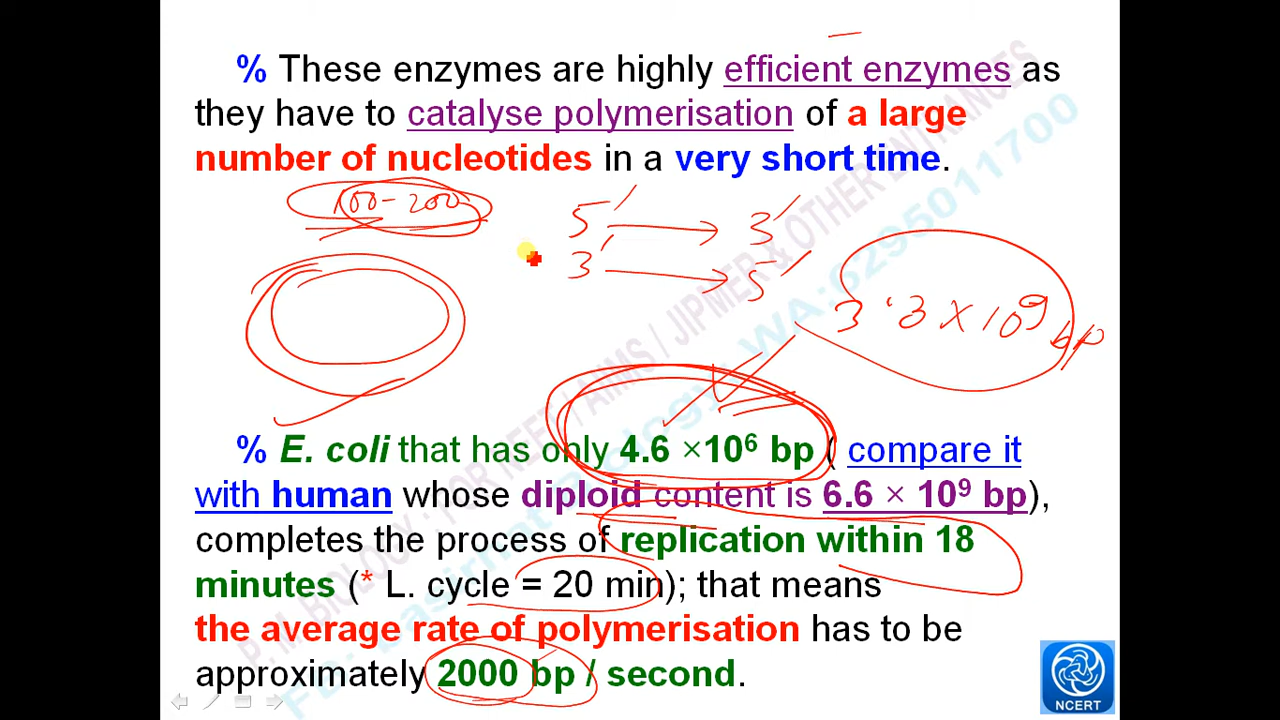 % These enzymes are highly efficient enzymes as
they have to catalyse polymerisation of a large
number of nucleotides in a very short time.
100-200
5′ → 3′
3′ → 5′
3.3 × 10⁹ bp
% E. coli that has only 4.6 ×10⁶ bp ( compare it
with human whose diploid content is 6.6 × 10⁹ bp),
completes the process of replication within 18
minutes (* L. cycle = 20 min); that means
the average rate of polymerisation has to be
approximately 2000 bp / second.
NCERT